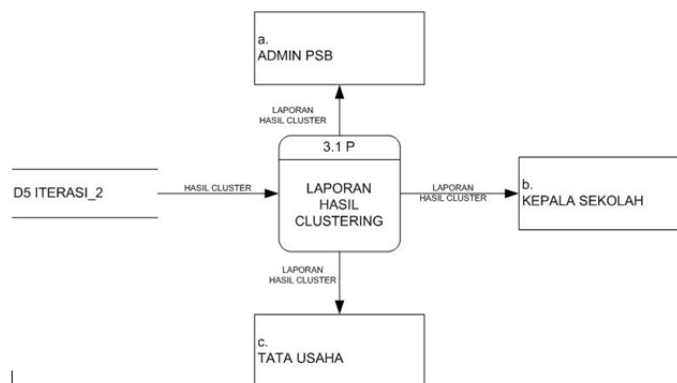 a.
ADMIN PSB
LAPORAN
HASIL CLUSTER
3.1 P
D5 ITERASI_2
HASIL CLUSTER
LAPORAN
HASIL
CLUSTERING
LAPORAN
HASIL CLUSTER
b.
KEPALA SEKOLAH
LAPORAN
HASIL CLUSTER
c.
TATA USAHA